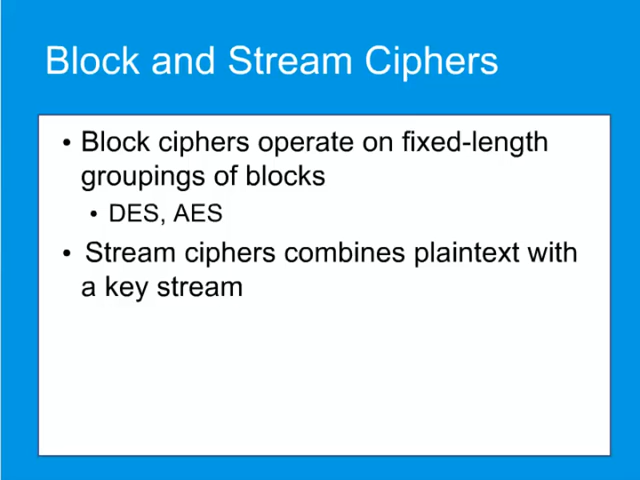 Block and Stream Ciphers
• Block ciphers operate on fixed-length
groupings of blocks
• DES, AES
• Stream ciphers combines plaintext with
a key stream